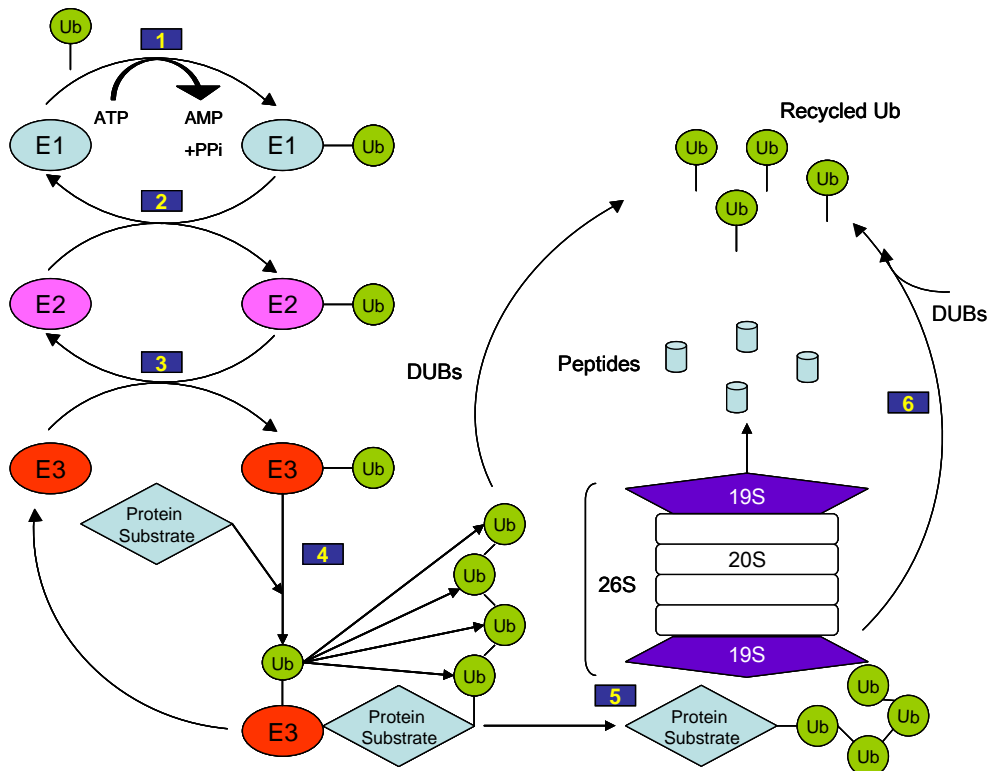 Ub
1
ATP
AMP
+PPi
E1
E1
Ub
2
E2
E2
Ub
3
E3
E3
Ub
Protein
Substrate
4
Ub
E3
Protein
Substrate
Ub
Ub
Ub
Ub
DUBs
Recycled Ub
Ub
Ub
Ub
Ub
DUBs
Peptides
6
26S
19S
20S
19S
5
Protein
Substrate
Ub
Ub
Ub
Ub